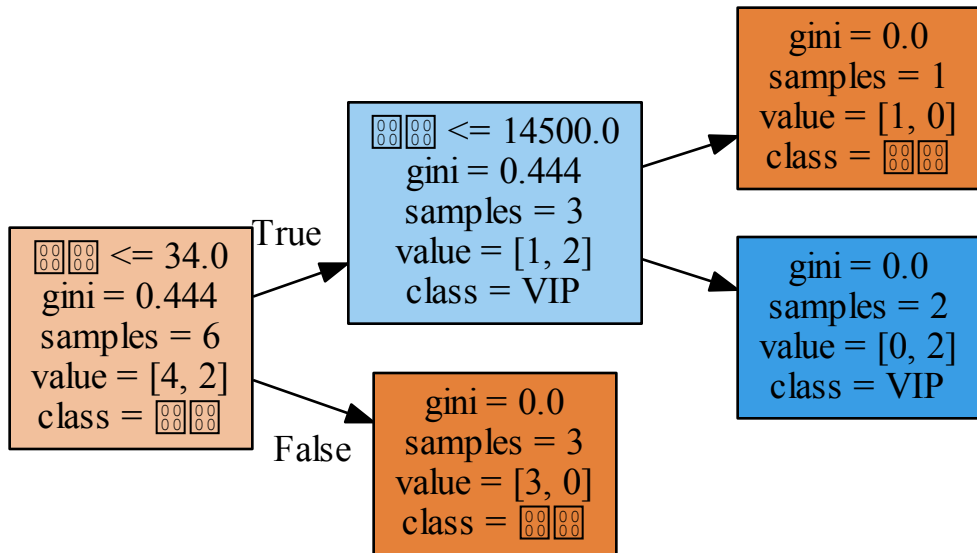 <= 34.0
gini = 0.444
samples = 6
value = [4, 2]
class =
True
False
<= 14500.0
gini = 0.444
samples = 3
value = [1, 2]
class = VIP
gini = 0.0
samples = 3
value = [3, 0]
class =
gini = 0.0
samples = 1
value = [1, 0]
class =
gini = 0.0
samples = 2
value = [0, 2]
class = VIP